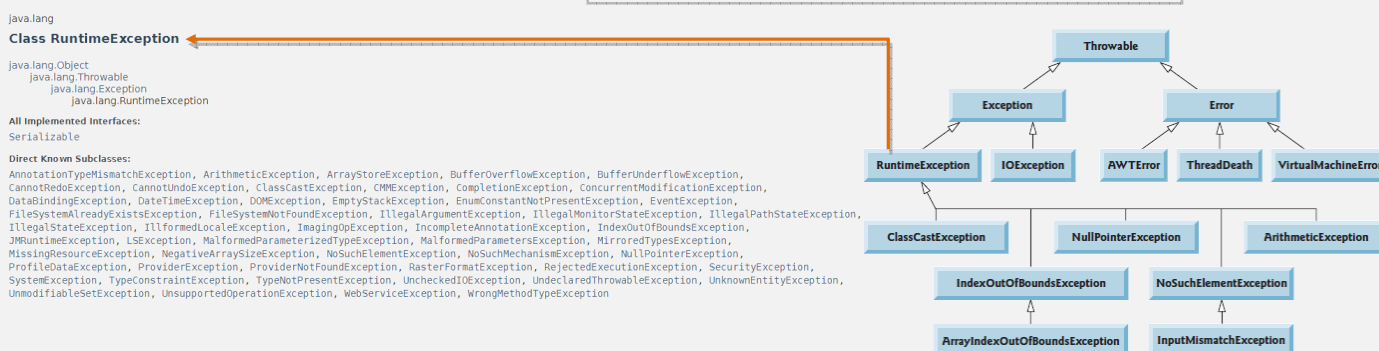 java.lang
Class RuntimeException
java.lang.Object
java.lang.Throwable
java.lang.Exception
java.lang.RuntimeException
All Implemented Interfaces:
Serializable
Direct Known Subclasses:
AnnotationTypeMismatchException, ArithmeticException, ArrayStoreException, BufferOverflowException, BufferUnderflowException,
CannotRedoException, CannotUndoException, ClassCastException, CMMException, CompletionException, ConcurrentModificationException,
DataBindingException, DateTimeException, DOMException, EmptyStackException, EnumConstantNotPresentException, EventException,
FileSystemAlreadyExistsException, FileSystemNotFoundException, IllegalArgumentException, IllegalMonitorStateException, IllegalPathStateException,
IllegalStateException, IllformedLocaleException, ImagingOpException, IncompleteAnnotationException, IndexOutOfBoundsException,
JMRuntimeException, LSException, MalformedParameterizedTypeException, MalformedParametersException, MirroredTypesException,
MissingResourceException, NegativeArraySizeException, NoSuchElementException, NoSuchMechanismException, NullPointerException,
ProfileDataException, ProviderException, ProviderNotFoundException, RasterFormatException, RejectedExecutionException, SecurityException,
SystemException, TypeConstraintException, TypeNotPresentException, UncheckedIOException, UndeclaredThrowableException, UnknownEntityException,
UnmodifiableSetException, UnsupportedOperationException, WebServiceException, WrongMethodTypeException
Throwable
Exception
Error
RuntimeException
IOException
AWTError
ThreadDeath
VirtualMachineError
ClassCastException
NullPointerException
ArithmeticException
IndexOutOfBoundsException
NoSuchElementException
ArrayIndexOutOfBoundsException
InputMismatchException